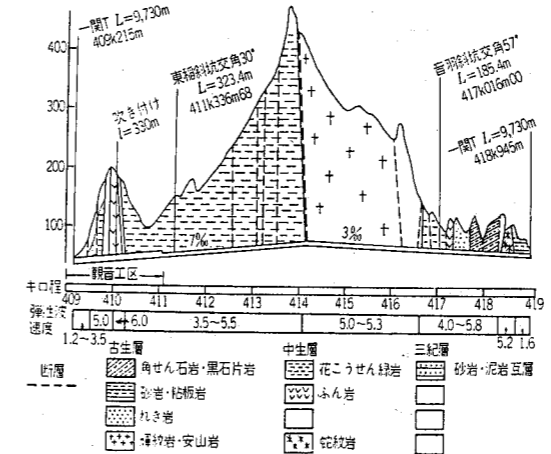 一関T L=9,730m
409k215m
吹き付け
l=330m
東稲斜坑交角30°
L=323.4m
411k336m68
音羽斜坑交角57°
L=185.4m
417k016m00
一関T L=9,730m
418k945m
400
300
200
100
7‰
3‰
観音工区
キロ程
409 410 411 412 413 414 415 416 417 418 419
弾性波速度
1.2~3.5 5.0 6.0 3.5-5.5 5.0-5.3 4.0-5.8 5.2 1.6
断層
古生層
角せん石岩・黒石片岩
砂岩・粘板岩
れき岩
輝紋岩・安山岩
中生層
花こうせん緑岩
ふん岩
蛇紋岩
三紀層
砂岩・泥岩互層